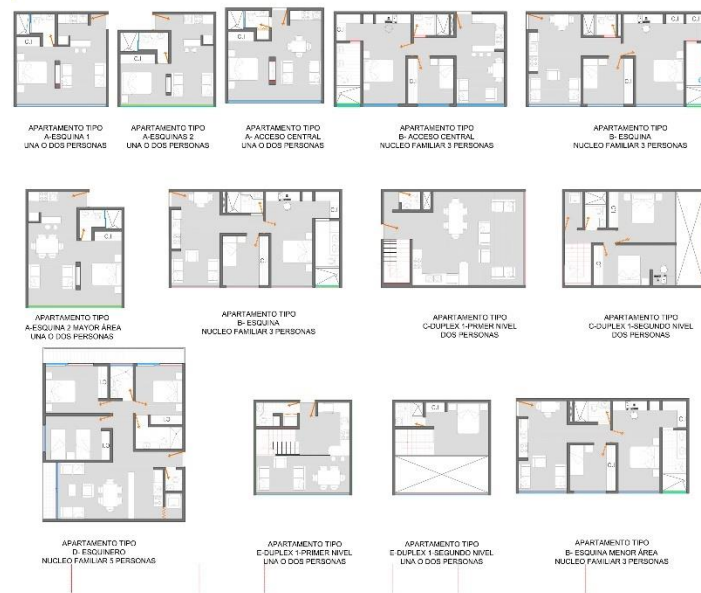 APARTAMENTO TIPO
A-ESQUINA 1
UNA O DOS PERSONAS
APARTAMENTO TIPO
A-ESQUINAS 2
UNA O DOS PERSONAS
APARTAMENTO TIPO
A- ACCESO CENTRAL
UNA O DOS PERSONAS
APARTAMENTO TIPO
B- ACCESO CENTRAL
NUCLEO FAMILIAR 3 PERSONAS
APARTAMENTO TIPO
B- ESQUINA
NUCLEO FAMILIAR 3 PERSONAS
APARTAMENTO TIPO
A-ESQUINA 2 MAYOR ÁREA
UNA O DOS PERSONAS
APARTAMENTO TIPO
B- ESQUINA
NUCLEO FAMILIAR 3 PERSONAS
APARTAMENTO TIPO
C-DUPLEX 1-PRMER NIVEL
DOS PERSONAS
APARTAMENTO TIPO
C-DUPLEX 1-SEGUNDO NIVEL
DOS PERSONAS
APARTAMENTO TIPO
D- ESQUINERO
NUCLEO FAMILIAR 5 PERSONAS
APARTAMENTO TIPO
E-DUPLEX 1-PRIMER NIVEL
UNA O DOS PERSONAS
APARTAMENTO TIPO
E-DUPLEX 1-SEGUNDO NIVEL
UNA O DOS PERSONAS
APARTAMENTO TIPO
B- ESQUINA MENOR ÁREA
NUCLEO FAMILIAR 3 PERSONAS